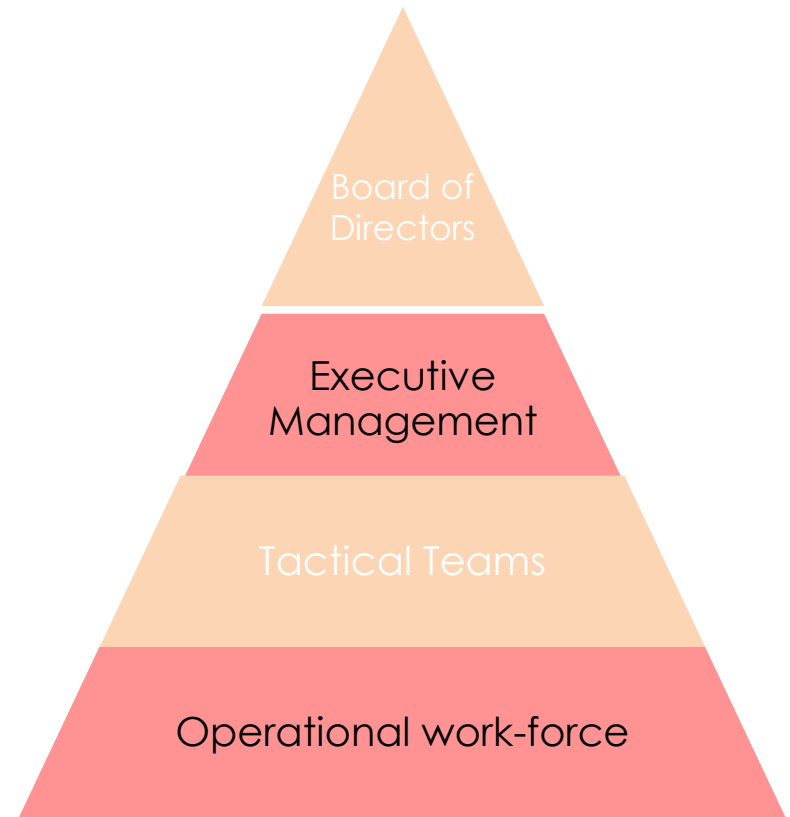 Board of
Directors
Executive
Management
Tactical Teams
Operational work-force